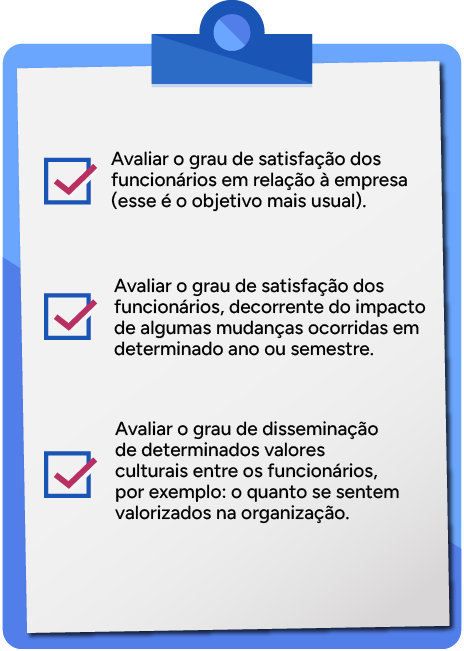 Avaliar o grau de satisfação dos
funcionários em relação à empresa
(esse é o objetivo mais usual).
Avaliar o grau de satisfação dos
funcionários, decorrente do impacto
de algumas mudanças ocorridas em
determinado ano ou semestre.
Avaliar o grau de disseminação
de determinados valores
culturais entre os funcionários,
por exemplo: o quanto se sentem
valorizados na organização.